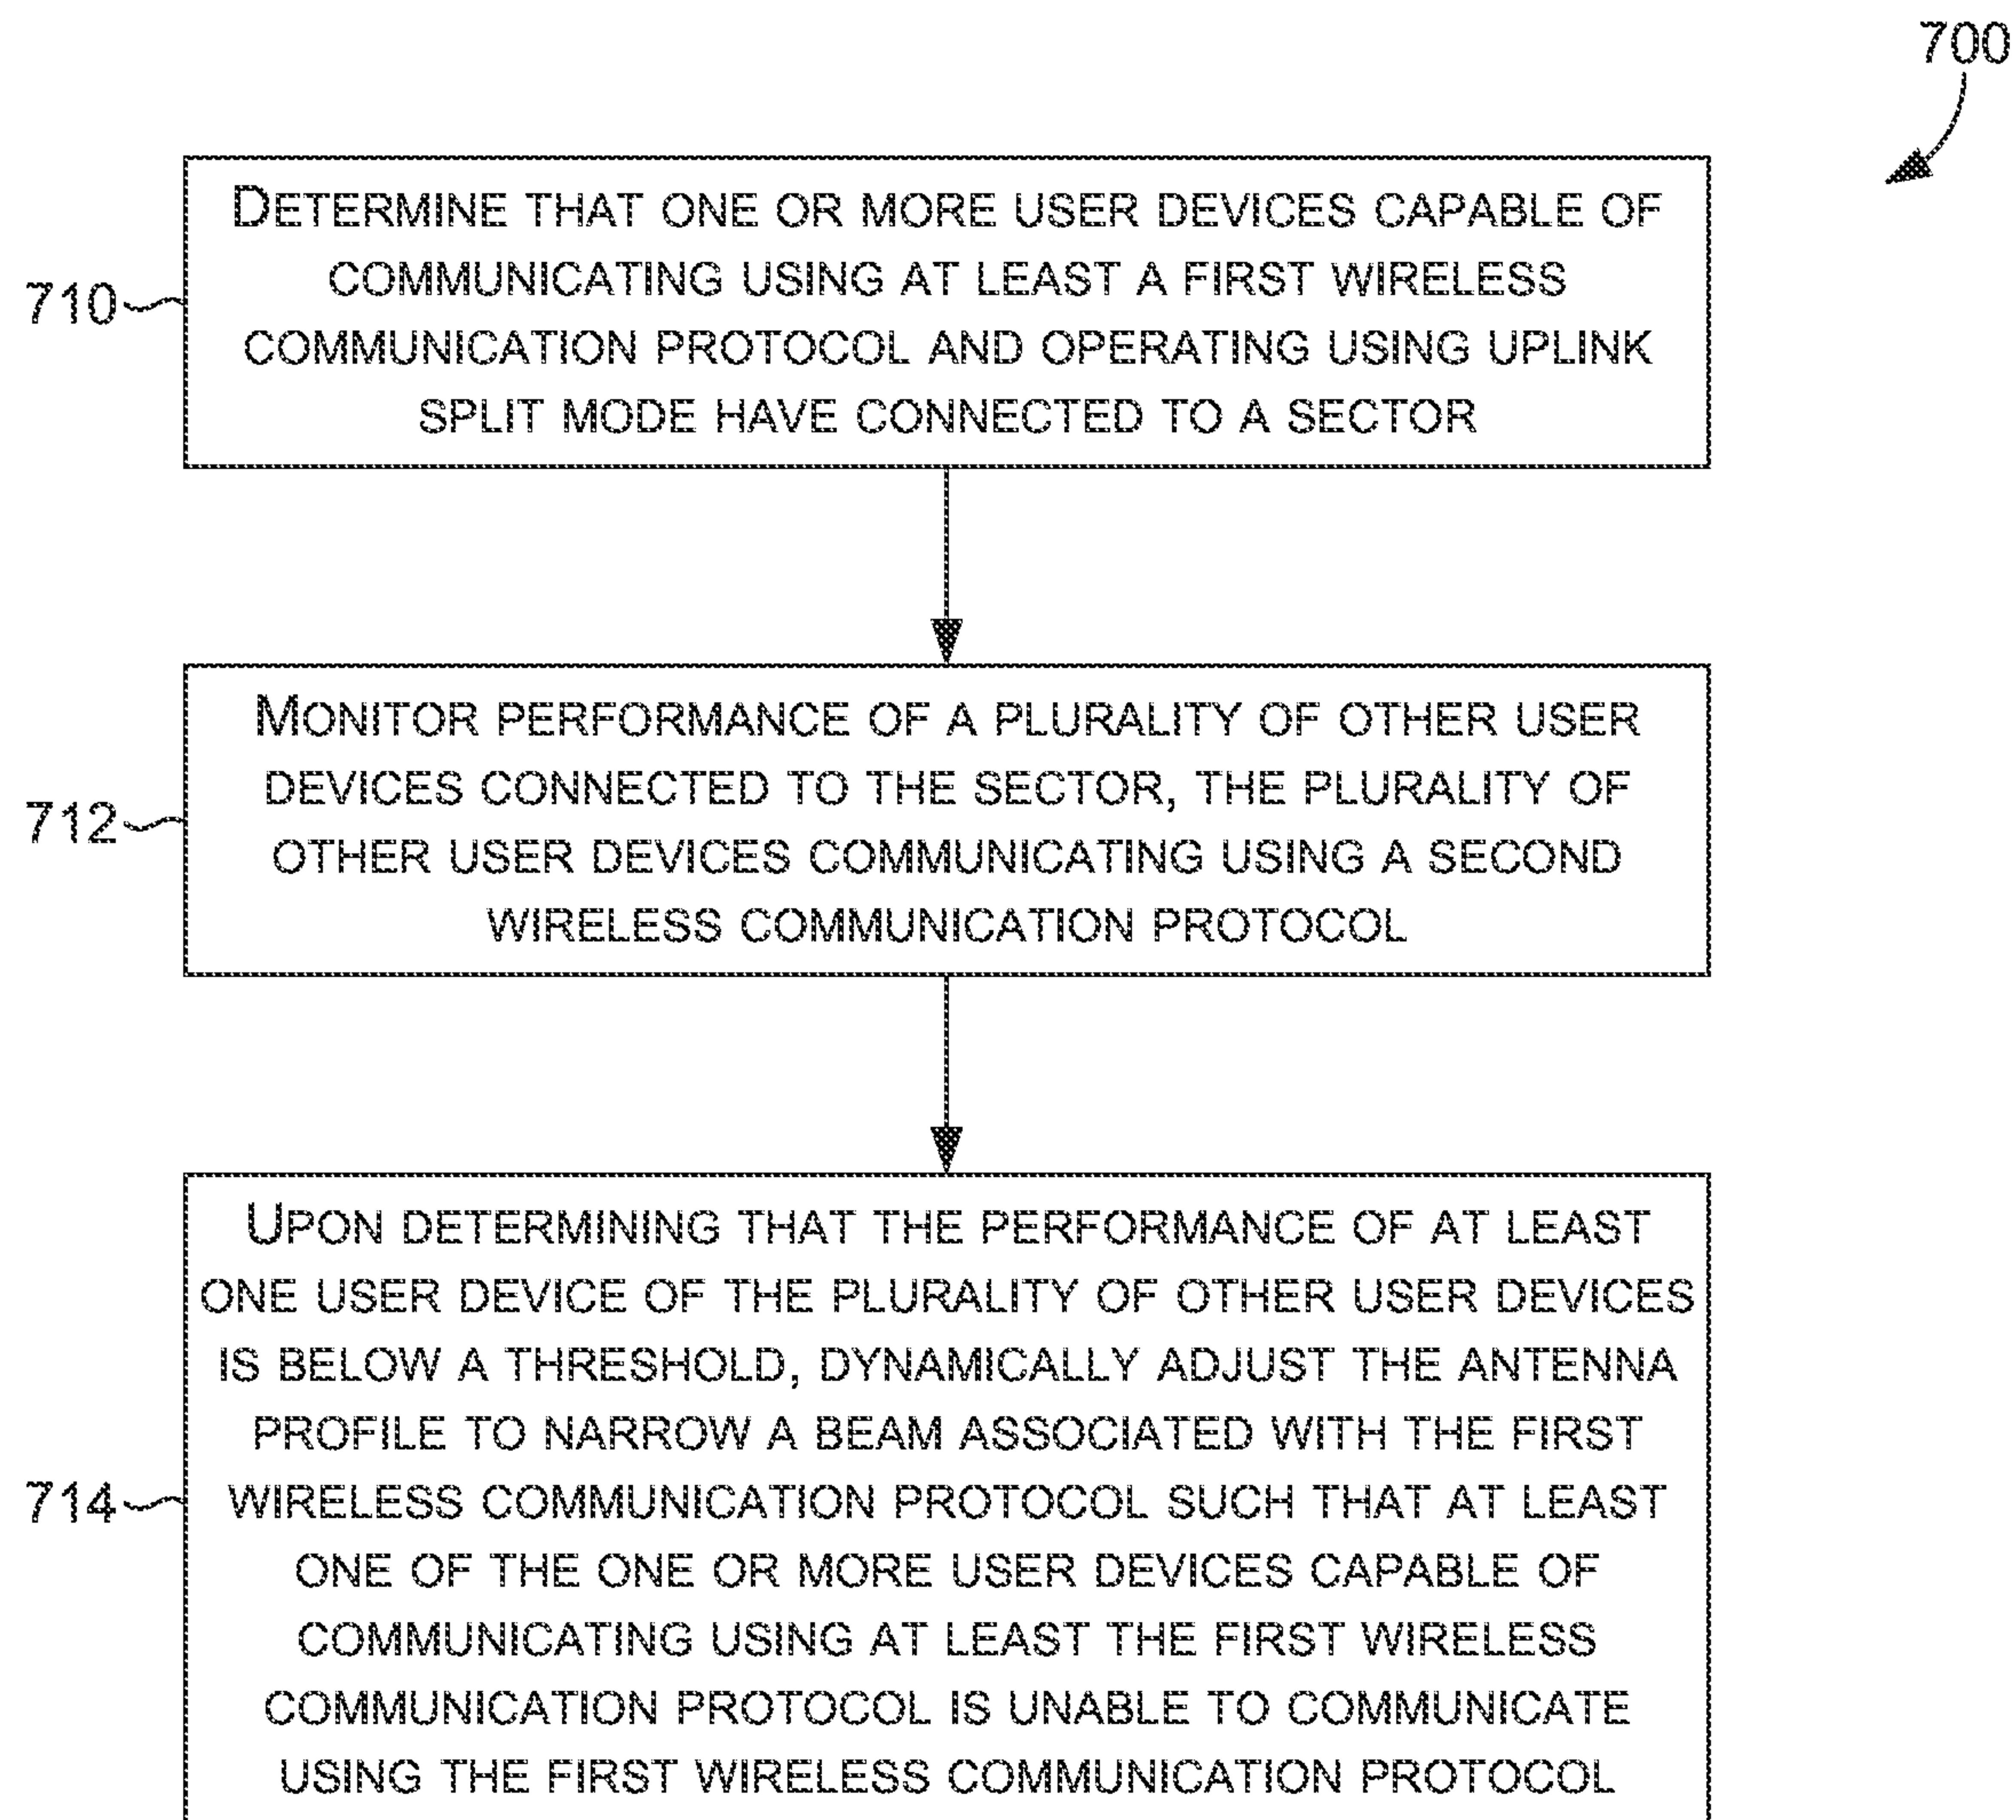 700
710
DETERMINE THAT ONE OR MORE USER DEVICES CAPABLE OF
COMMUNICATING USING AT LEAST A FIRST WIRELESS
COMMUNICATION PROTOCOL AND OPERATING USING UPLINK
SPLIT MODE HAVE CONNECTED TO A SECTOR
712
MONITOR PERFORMANCE OF A PLURALITY OF OTHER USER
DEVICES CONNECTED TO THE SECTOR, THE PLURALITY OF
OTHER USER DEVICES COMMUNICATING USING A SECOND
WIRELESS COMMUNICATION PROTOCOL
714
UPON DETERMINING THAT THE PERFORMANCE OF AT LEAST
ONE USER DEVICE OF THE PLURALITY OF OTHER USER DEVICES
IS BELOW A THRESHOLD, DYNAMICALLY ADJUST THE ANTENNA
PROFILE TO NARROW A BEAM ASSOCIATED WITH THE FIRST
WIRELESS COMMUNICATION PROTOCOL SUCH THAT AT LEAST
ONE OF THE ONE OR MORE USER DEVICES CAPABLE OF
COMMUNICATING USING AT LEAST THE FIRST WIRELESS
COMMUNICATION PROTOCOL IS UNABLE TO COMMUNICATE
USING THE FIRST WIRELESS COMMUNICATION PROTOCOL